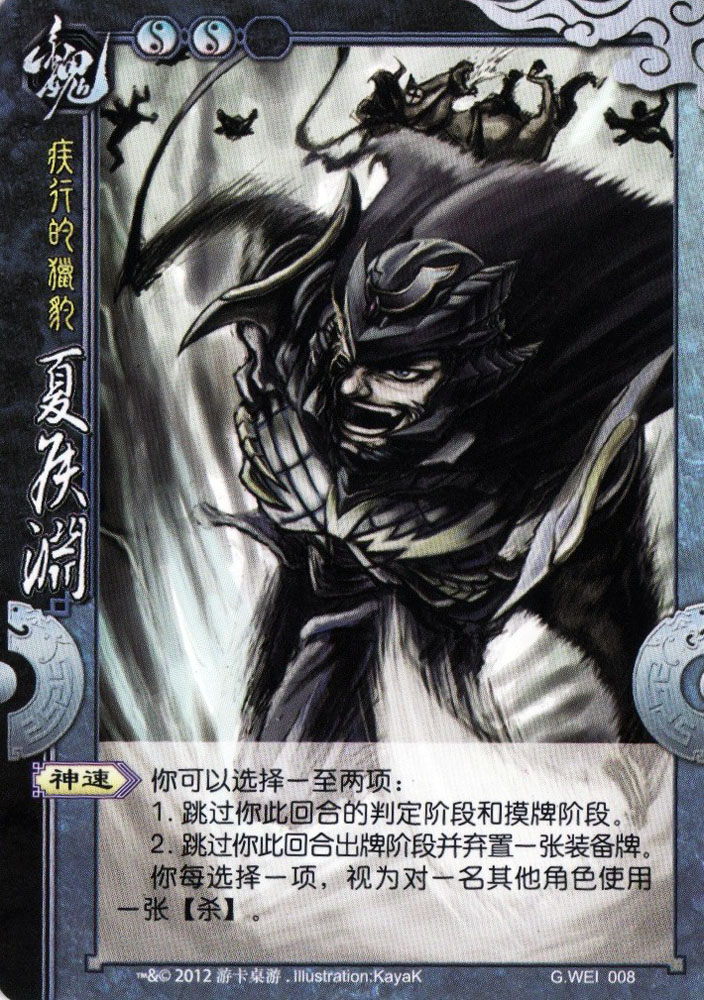 魏
疾行的獵豹
夏侯淵
神速
你可以选择一至两项：
1. 跳过你此回合的判定阶段和摸牌阶段。
2. 跳过你此回合出牌阶段并弃置一张装备牌。
你每选择一项，视为对一名其他角色使用
一张【杀】。
™&© 2012 游卡桌游 . Illustration:KayaK
G.WEI 008